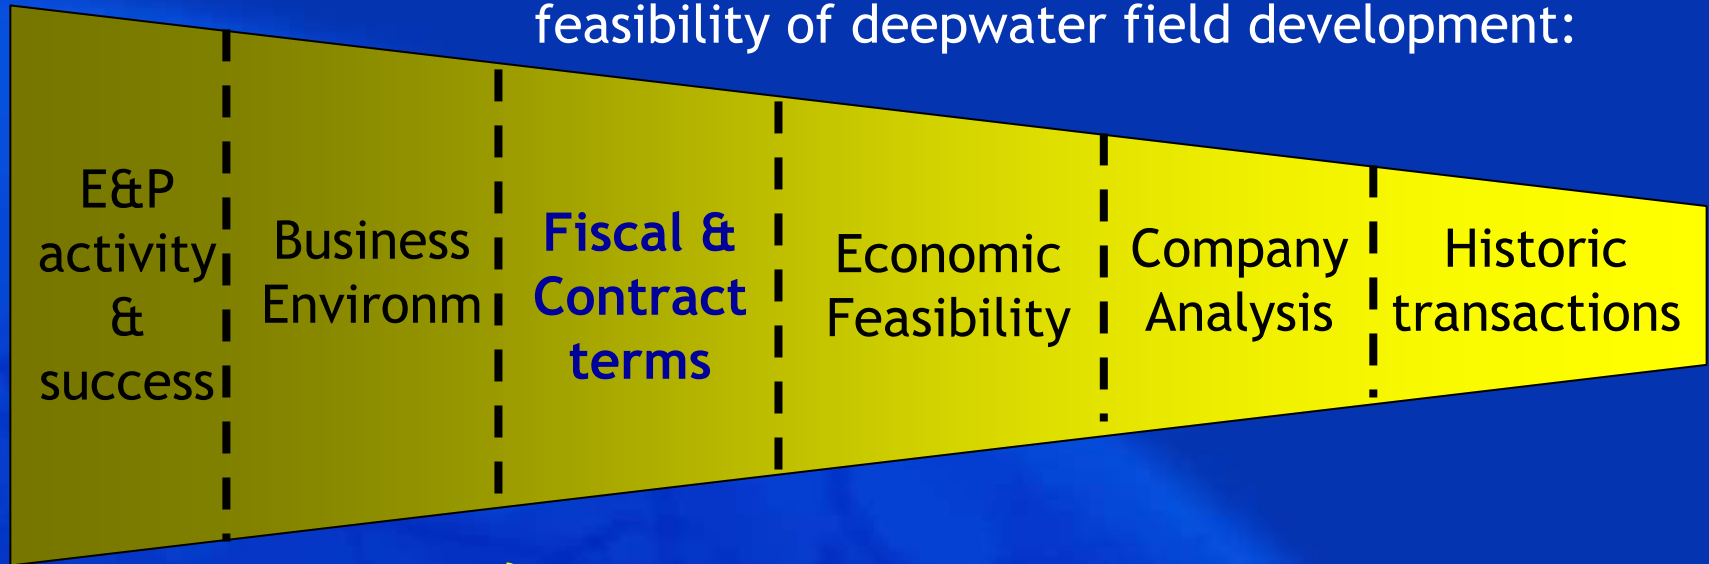 feasibility of deepwater field development:
E&P
activity
&
success
Business
Environm
Fiscal &
Contract
terms
Economic
Feasibility
Company
Analysis
Historic
transactions